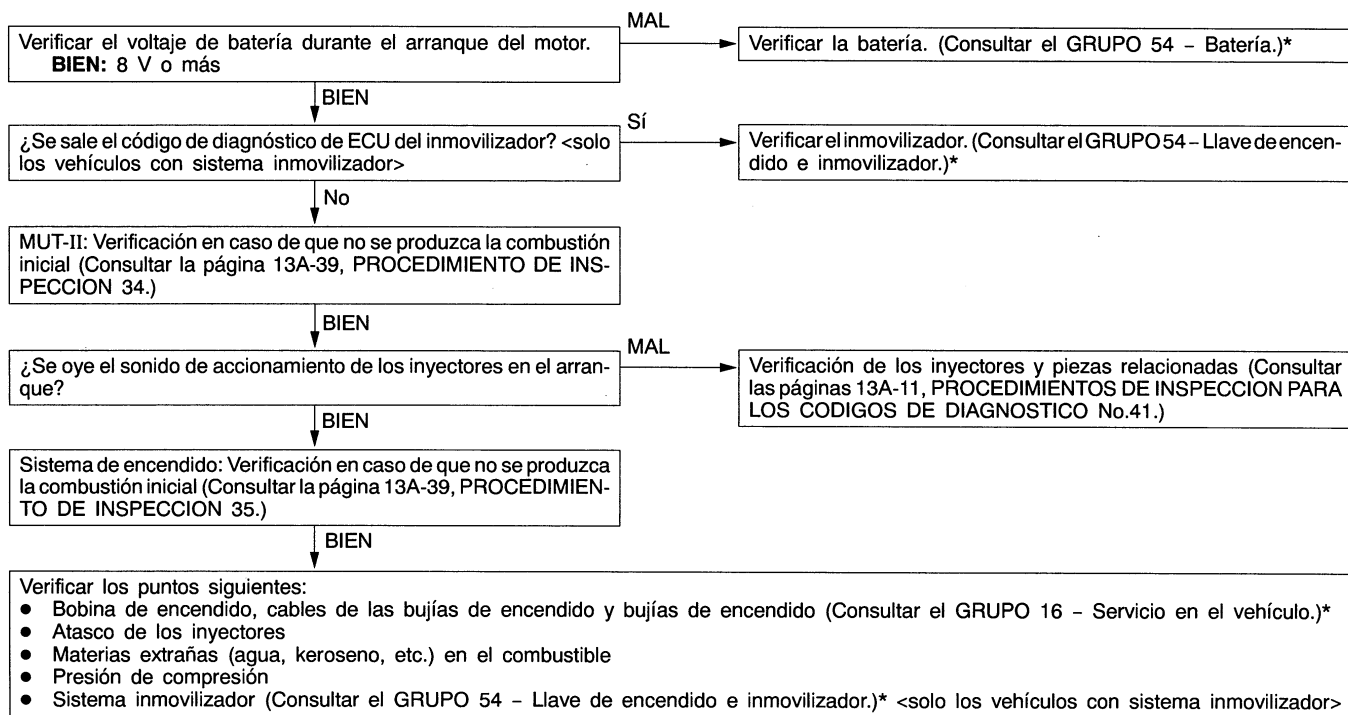 Verificar el voltaje de batería durante el arranque del motor.
BIEN: 8 V o más
MAL
Verificar la batería. (Consultar el GRUPO 54 – Batería.)*
BIEN
¿Se sale el código de diagnóstico de ECU del inmovilizador? <solo
los vehículos con sistema inmovilizador>
Sí
Verificar el inmovilizador. (Consultar el GRUPO 54 – Llave de encen-
dido e inmovilizador.)*
No
MUT-II: Verificación en caso de que no se produzca la combustión
inicial (Consultar la página 13A-39, PROCEDIMIENTO DE INS-
PECCION 34.)
BIEN
¿Se oye el sonido de accionamiento de los inyectores en el arran-
que?
MAL
Verificación de los inyectores y piezas relacionadas (Consultar
las páginas 13A-11, PROCEDIMIENTOS DE INSPECCION PARA
LOS CODIGOS DE DIAGNOSTICO No.41.)
BIEN
Sistema de encendido: Verificación en caso de que no se produzca
la combustión inicial (Consultar la página 13A-39, PROCEDIMIEN-
TO DE INSPECCION 35.)
BIEN
Verificar los puntos siguientes:
● Bobina de encendido, cables de las bujías de encendido y bujías de encendido (Consultar el GRUPO 16 – Servicio en el vehículo.)*
● Atasco de los inyectores
● Materias extrañas (agua, keroseno, etc.) en el combustible
● Presión de compresión
● Sistema inmovilizador (Consultar el GRUPO 54 – Llave de encendido e inmovilizador.)* <solo los vehículos con sistema inmovilizador>